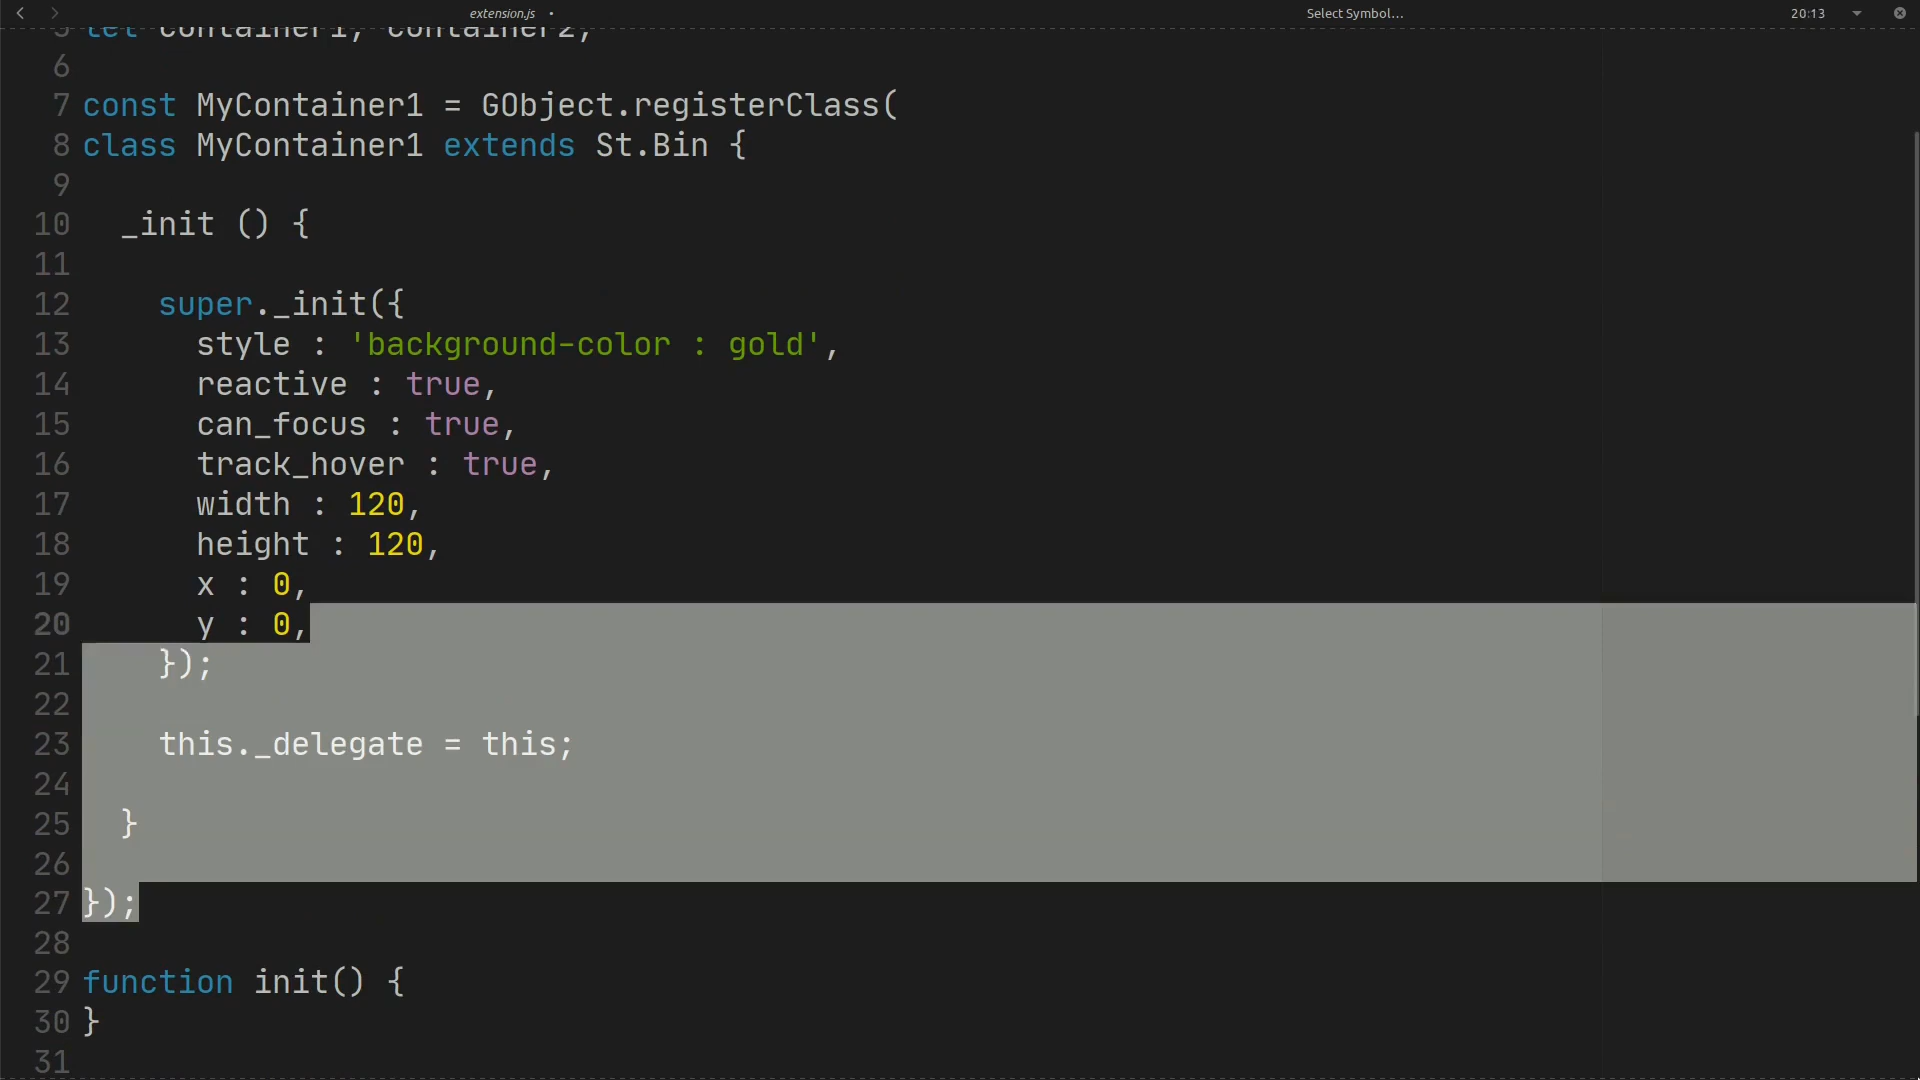 extension.js •
Select Symbol...
20:13
5 let container1, container2,
6
7 const MyContainer1 = GObject.registerClass(
8 class MyContainer1 extends St.Bin {
9
10 _init () {
11
12 super._init({
13 style : 'background-color : gold',
14 reactive : true,
15 can_focus : true,
16 track_hover : true,
17 width : 120,
18 height : 120,
19 x : 0,
20 y : 0,
21 });
22
23 this._delegate = this;
24
25 }
26
27 });
28
29 function init() {
30 }
31